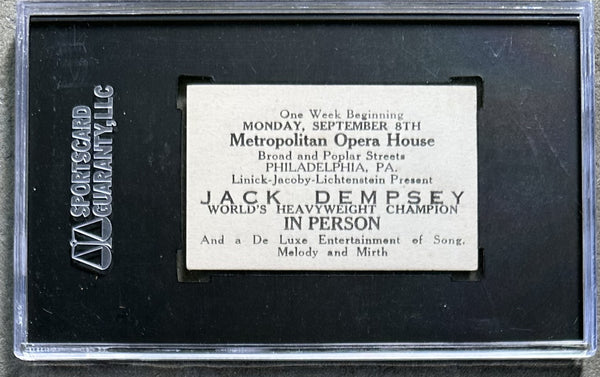 SPORTSCARD
GUARANTY, LLC
One Week Beginning
MONDAY, SEPTEMBER 8TH
Metropolitan Opera House
Broad and Poplar Streets
PHILADELPHIA, PA.
Linick-Jacoby-Lichtenstein Present
JACK DEMPSEY
WORLD'S HEAVYWEIGHT CHAMPION
IN PERSON
And a De Luxe Entertainment of Song,
Melody and Mirth